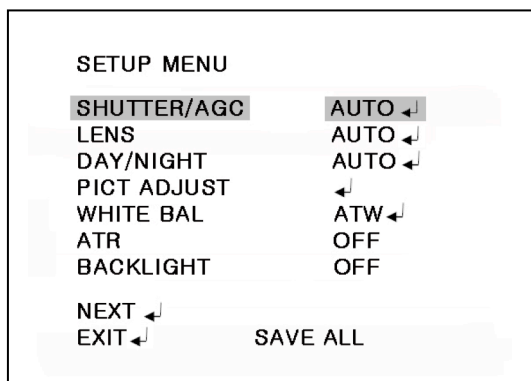 SETUP MENU
SHUTTER/AGC AUTO ↲
LENS AUTO ↲
DAY/NIGHT AUTO ↲
PICT ADJUST ↲
WHITE BAL ATW ↲
ATR OFF
BACKLIGHT OFF
NEXT ↲
EXIT ↲ SAVE ALL